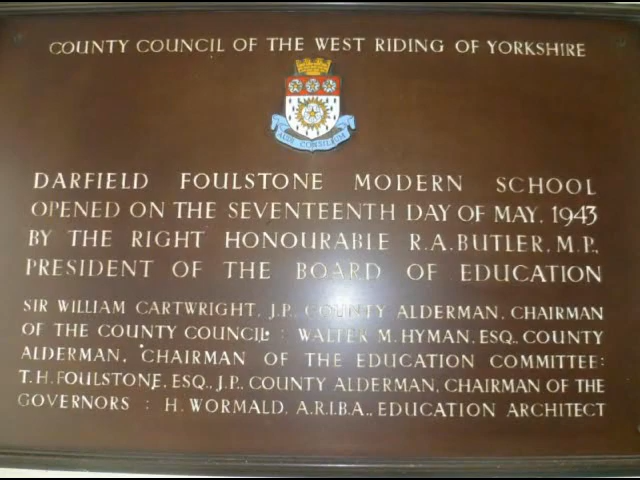 COUNTY COUNCIL OF THE WEST RIDING OF YORKSHIRE
AUDI CONSILIUM
DARFIELD FOULSTONE MODERN SCHOOL
OPENED ON THE SEVENTEENTH DAY OF MAY, 1943
BY THE RIGHT HONOURABLE R.A.BUTLER, M.P.,
PRESIDENT OF THE BOARD OF EDUCATION
SIR WILLIAM CARTWRIGHT, J.P., COUNTY ALDERMAN, CHAIRMAN
OF THE COUNTY COUNCIL : WALTER M. HYMAN, ESQ., COUNTY
ALDERMAN, CHAIRMAN OF THE EDUCATION COMMITTEE:
T.H. FOULSTONE, ESQ., J.P., COUNTY ALDERMAN, CHAIRMAN OF THE
GOVERNORS : H. WORMALD, A.R.I.B.A., EDUCATION ARCHITECT